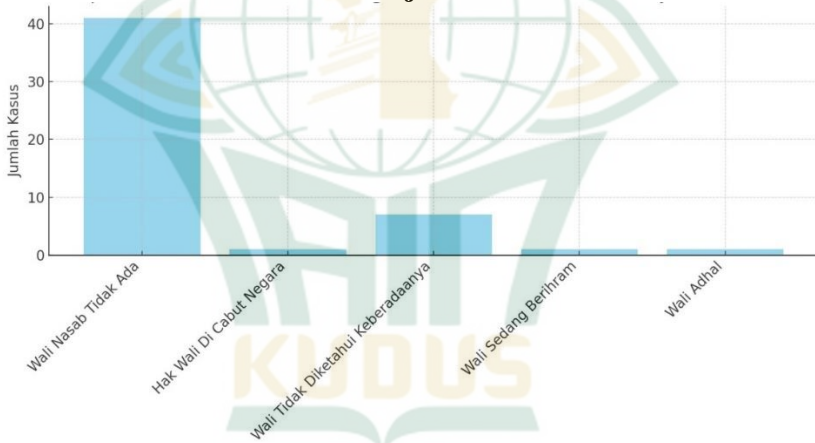 Jumlah Kasus
40
30
20
10
0
Wali Nasab Tidak Ada
Hak Wali Di Cabut Negara
Wali Tidak Diketahui Keberadaanya
Wali Sedang Berihram
Wali Adhal
KUDUS